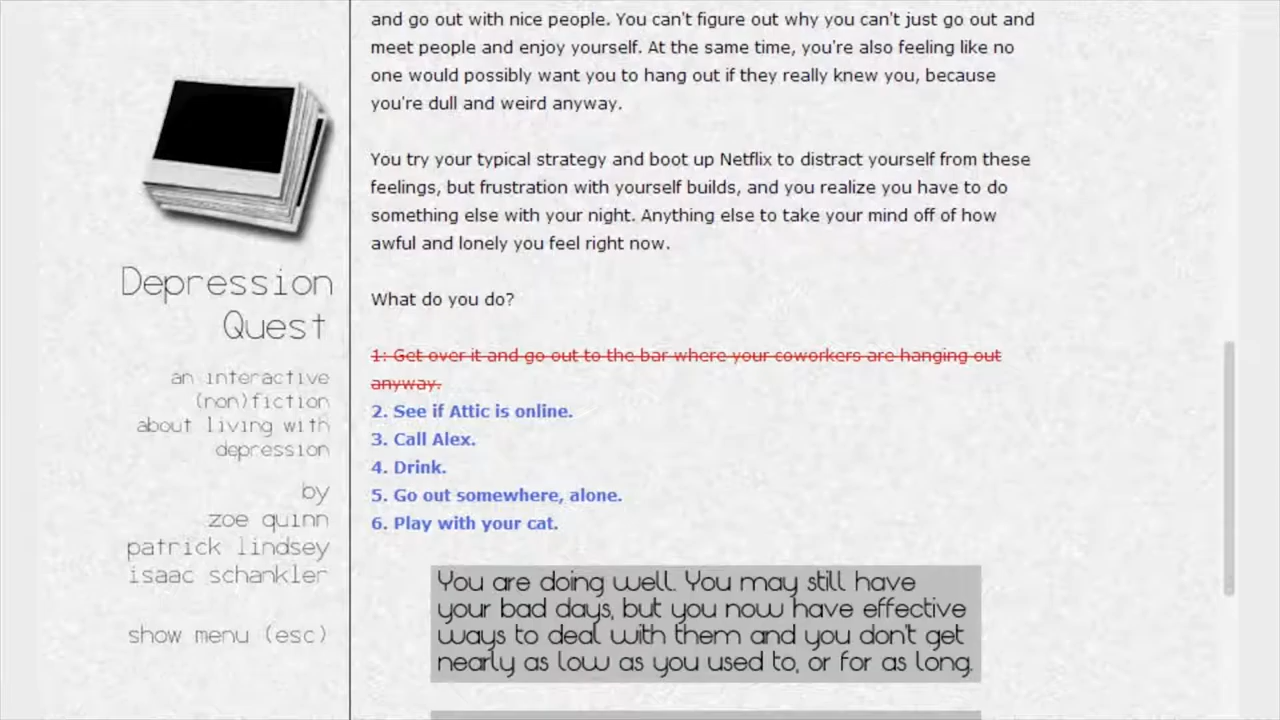 Depression
Quest
an interactive
(non)fiction
about living with
depression
by
zoe quinn
patrick lindsey
isaac schankler
show menu (esc)
and go out with nice people. You can't figure out why you can't just go out and
meet people and enjoy yourself. At the same time, you're also feeling like no
one would possibly want you to hang out if they really knew you, because
you're dull and weird anyway.
You try your typical strategy and boot up Netflix to distract yourself from these
feelings, but frustration with yourself builds, and you realize you have to do
something else with your night. Anything else to take your mind off of how
awful and lonely you feel right now.
What do you do?
1: Get over it and go out to the bar where your coworkers are hanging out
anyway.
2. See if Attic is online.
3. Call Alex.
4. Drink.
5. Go out somewhere, alone.
6. Play with your cat.
You are doing well. You may still have
your bad days, but you now have effective
ways to deal with them and you don't get
nearly as low as you used to, or for as long.